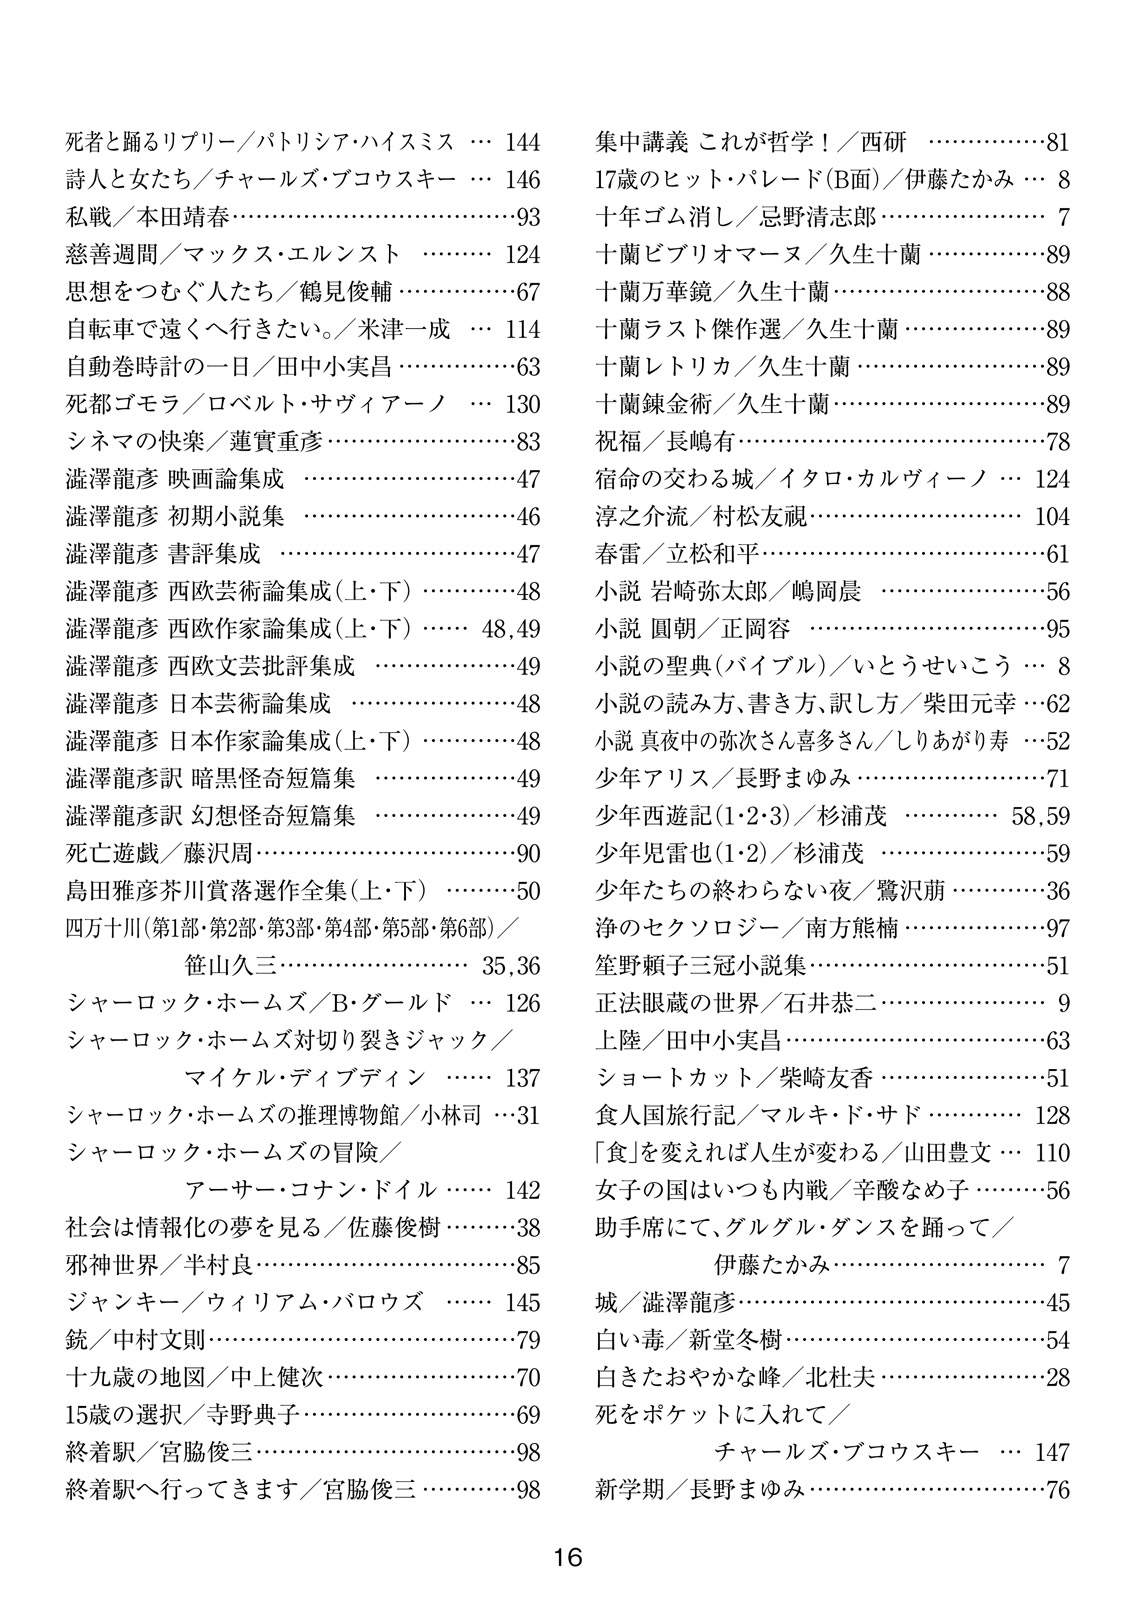 死者と踊るリプリー／パトリシア・ハイスミス … 144
詩人と女たち／チャールズ・ブコウスキー … 146
私戦／本田靖春………………………………93
慈善週間／マックス・エルンスト ……… 124
思想をつむぐ人たち／鶴見俊輔……………67
自転車で遠くへ行きたい。／米津一成 … 114
自動巻時計の一日／田中小実昌……………63
死都ゴモラ／ロベルト・サヴィアーノ … 130
シネマの快楽／蓮實重彥……………………83
澁澤龍彥 映画論集成 ………………………47
澁澤龍彥 初期小説集 ………………………46
澁澤龍彥 書評集成 …………………………47
澁澤龍彥 西欧芸術論集成（上・下）…………48
澁澤龍彥 西欧作家論集成（上・下）…… 48,49
澁澤龍彥 西欧文芸批評集成 ………………49
澁澤龍彥 日本芸術論集成 …………………48
澁澤龍彥 日本作家論集成（上・下）…………48
澁澤龍彥訳 暗黒怪奇短篇集 ………………49
澁澤龍彥訳 幻想怪奇短篇集 ………………49
死亡遊戯／藤沢周……………………………90
島田雅彦芥川賞落選作全集（上・下） ………50
四万十川（第1部・第2部・第3部・第4部・第5部・第6部）／
笹山久三…………………… 35,36
シャーロック・ホームズ／B・グールド … 126
シャーロック・ホームズ対切り裂きジャック／
マイケル・ディブディン …… 137
シャーロック・ホームズの推理博物館／小林司 …31
シャーロック・ホームズの冒険／
アーサー・コナン・ドイル …… 142
社会は情報化の夢を見る／佐藤俊樹………38
邪神世界／半村良……………………………85
ジャンキー／ウィリアム・バロウズ …… 145
銃／中村文則…………………………………79
十九歳の地図／中上健次……………………70
15歳の選択／寺野典子………………………69
終着駅／宮脇俊三……………………………98
終着駅へ行ってきます／宮脇俊三…………98
集中講義 これが哲学！／西研 ……………81
17歳のヒット・パレード（B面）／伊藤たかみ … 8
十年ゴム消し／忌野清志郎………………… 7
十蘭ビブリオマーヌ／久生十蘭……………89
十蘭万華鏡／久生十蘭………………………88
十蘭ラスト傑作選／久生十蘭………………89
十蘭レトリカ／久生十蘭……………………89
十蘭錬金術／久生十蘭………………………89
祝福／長嶋有…………………………………78
宿命の交わる城／イタロ・カルヴィーノ … 124
淳之介流／村松友視……………………… 104
春雷／立松和平………………………………61
小説 岩崎弥太郎／嶋岡晨 …………………56
小説 圓朝／正岡容 …………………………95
小説の聖典（バイブル）／いとうせいこう … 8
小説の読み方、書き方、訳し方／柴田元幸…62
小説 真夜中の弥次さん喜多さん／しりあがり寿 …52
少年アリス／長野まゆみ……………………71
少年西遊記（1・2・3）／杉浦茂 ………… 58,59
少年児雷也（1・2）／杉浦茂 …………………59
少年たちの終わらない夜／鷺沢萠…………36
浄のセクソロジー／南方熊楠………………97
笙野頼子三冠小説集…………………………51
正法眼蔵の世界／石井恭二………………… 9
上陸／田中小実昌……………………………63
ショートカット／柴崎友香…………………51
食人国旅行記／マルキ・ド・サド………… 128
「食」を変えれば人生が変わる／山田豊文… 110
女子の国はいつも内戦／辛酸なめ子………56
助手席にて、グルグル・ダンスを踊って／
伊藤たかみ……………………… 7
城／澁澤龍彥…………………………………45
白い毒／新堂冬樹……………………………54
白きたおやかな峰／北杜夫…………………28
死をポケットに入れて／
チャールズ・ブコウスキー … 147
新学期／長野まゆみ…………………………76
16